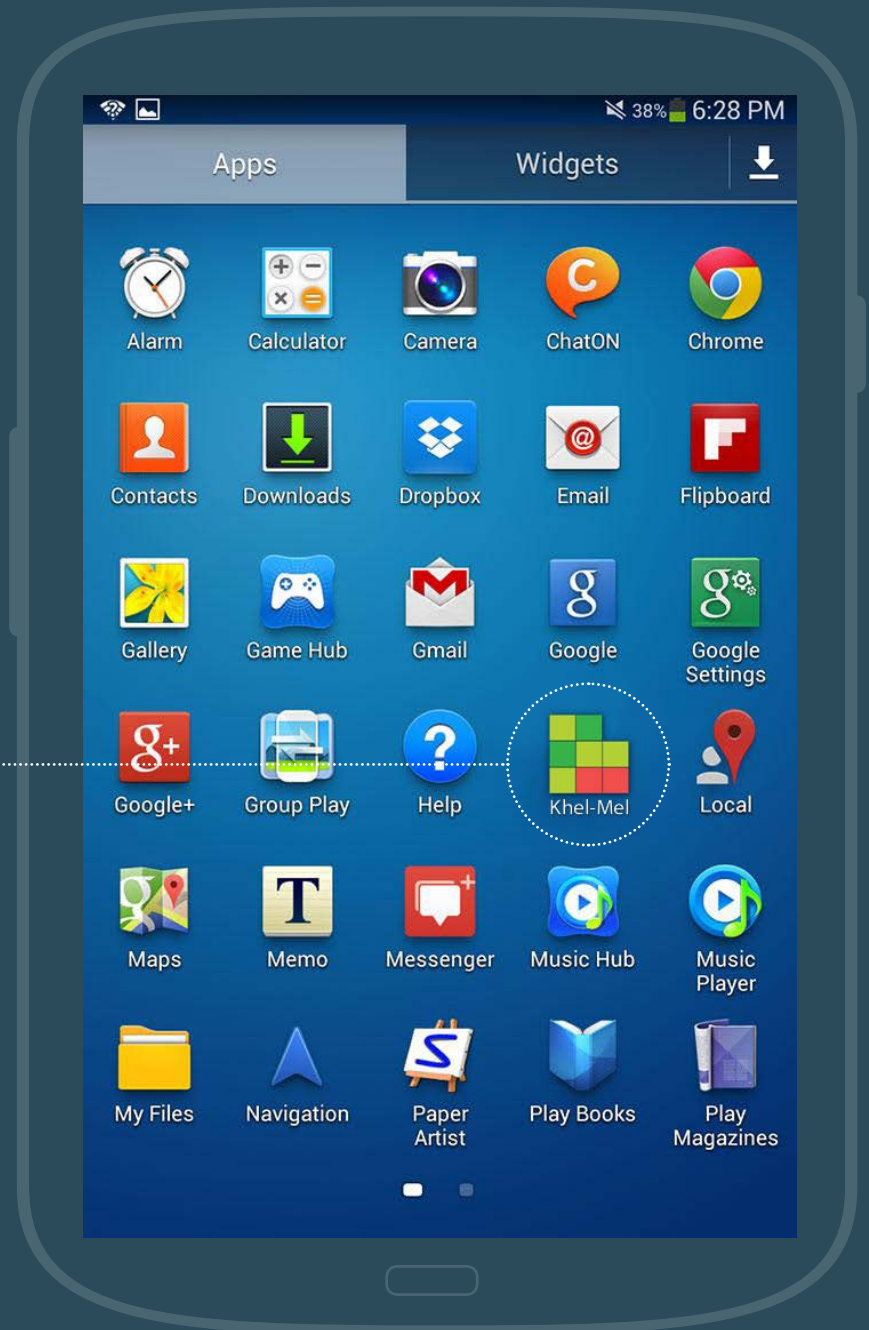 38% 6:28 PM
Apps Widgets
Alarm Calculator Camera ChatON Chrome
Contacts Downloads Dropbox Email Flipboard
Gallery Game Hub Gmail Google Google
Settings
Google+ Group Play Help Khel-Mel Local
Maps Memo Messenger Music Hub Music
Player
My Files Navigation Paper Play Books Play
Artist Magazines